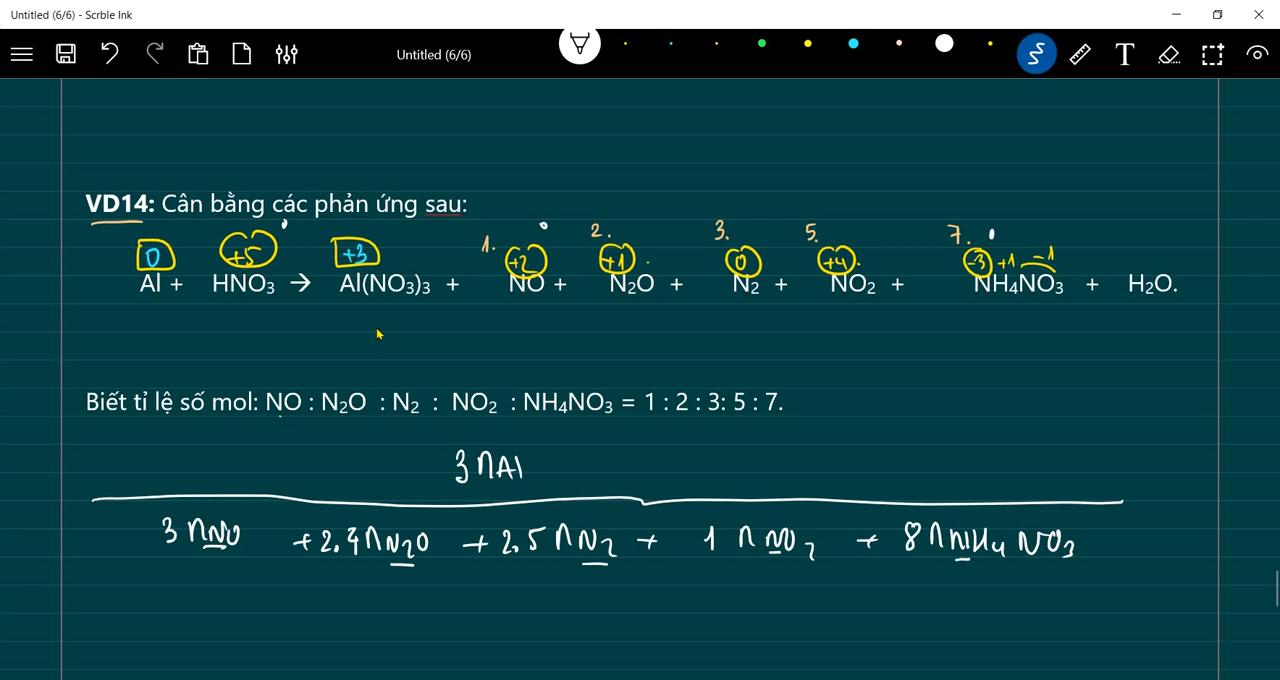 Untitled (6/6) - Scrble Ink
Untitled (6/6)
T
VD14: Cân bằng các phản ứng sau:
1. 2. 3. 5. 7.
0 +5 +3 +2 +1 0 +4 -3 +1 -1
Al + HNO₃ → Al(NO₃)₃ + NO + N₂O + N₂ + NO₂ + NH₄NO₃ + H₂O.
Biết tỉ lệ số mol: NO : N₂O : N₂ : NO₂ : NH₄NO₃ = 1 : 2 : 3: 5 : 7.
3 nAl
3 nNO + 2.4 nN₂O + 2.5 nN₂ + 1 nNO₂ + 8 nNH₄NO₃